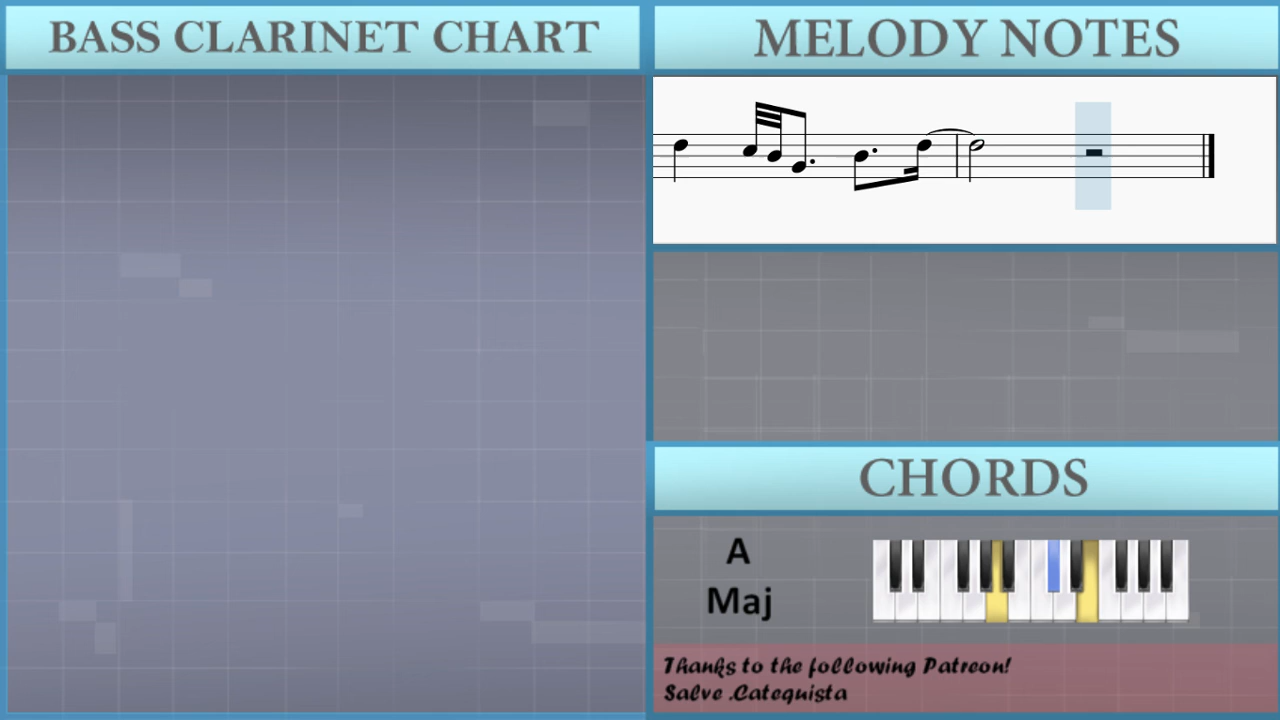 BASS CLARINET CHART
MELODY NOTES
CHORDS
A
Maj
Thanks to the following Patreon!
Salve .Catequista